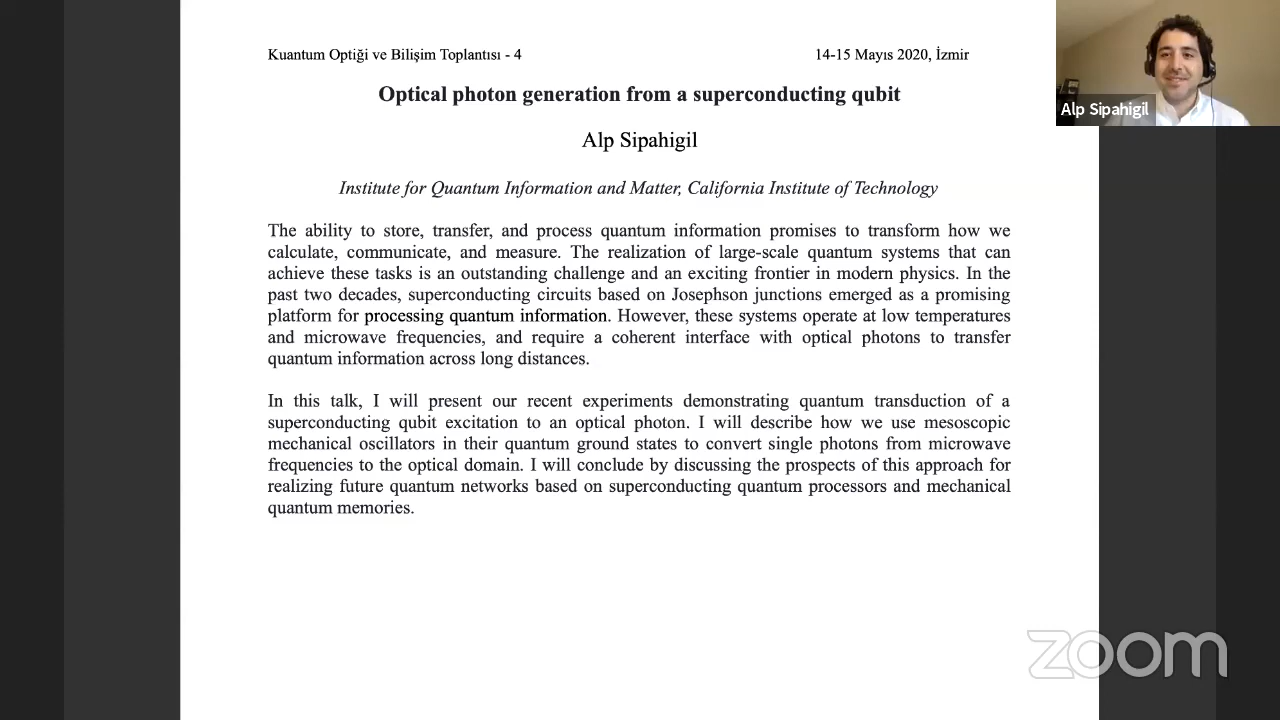 Kuantum Optiği ve Bilişim Toplantısı - 4
14-15 Mayıs 2020, İzmir
Optical photon generation from a superconducting qubit
Alp Sipahigil
Alp Sipahigil
Institute for Quantum Information and Matter, California Institute of Technology
The ability to store, transfer, and process quantum information promises to transform how we
calculate, communicate, and measure. The realization of large-scale quantum systems that can
achieve these tasks is an outstanding challenge and an exciting frontier in modern physics. In the
past two decades, superconducting circuits based on Josephson junctions emerged as a promising
platform for processing quantum information. However, these systems operate at low temperatures
and microwave frequencies, and require a coherent interface with optical photons to transfer
quantum information across long distances.
In this talk, I will present our recent experiments demonstrating quantum transduction of a
superconducting qubit excitation to an optical photon. I will describe how we use mesoscopic
mechanical oscillators in their quantum ground states to convert single photons from microwave
frequencies to the optical domain. I will conclude by discussing the prospects of this approach for
realizing future quantum networks based on superconducting quantum processors and mechanical
quantum memories.
zoom